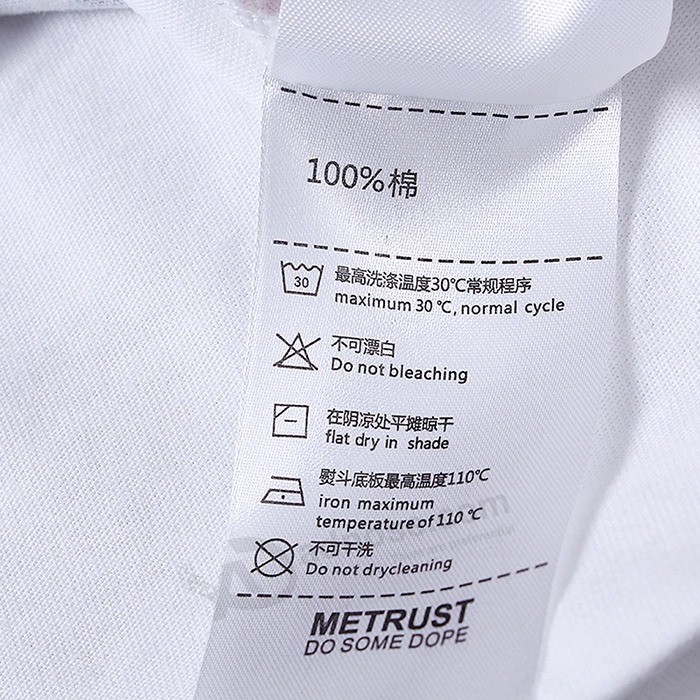 100%棉
30
最高洗涤温度30℃常规程序
maximum 30 ℃, normal cycle
不可漂白
Do not bleaching
在阴凉处平摊晾干
flat dry in shade
熨斗底板最高温度110℃
iron maximum
temperature of 110 ℃
不可干洗
Do not drycleaning
METRUST
DO SOME DOPE